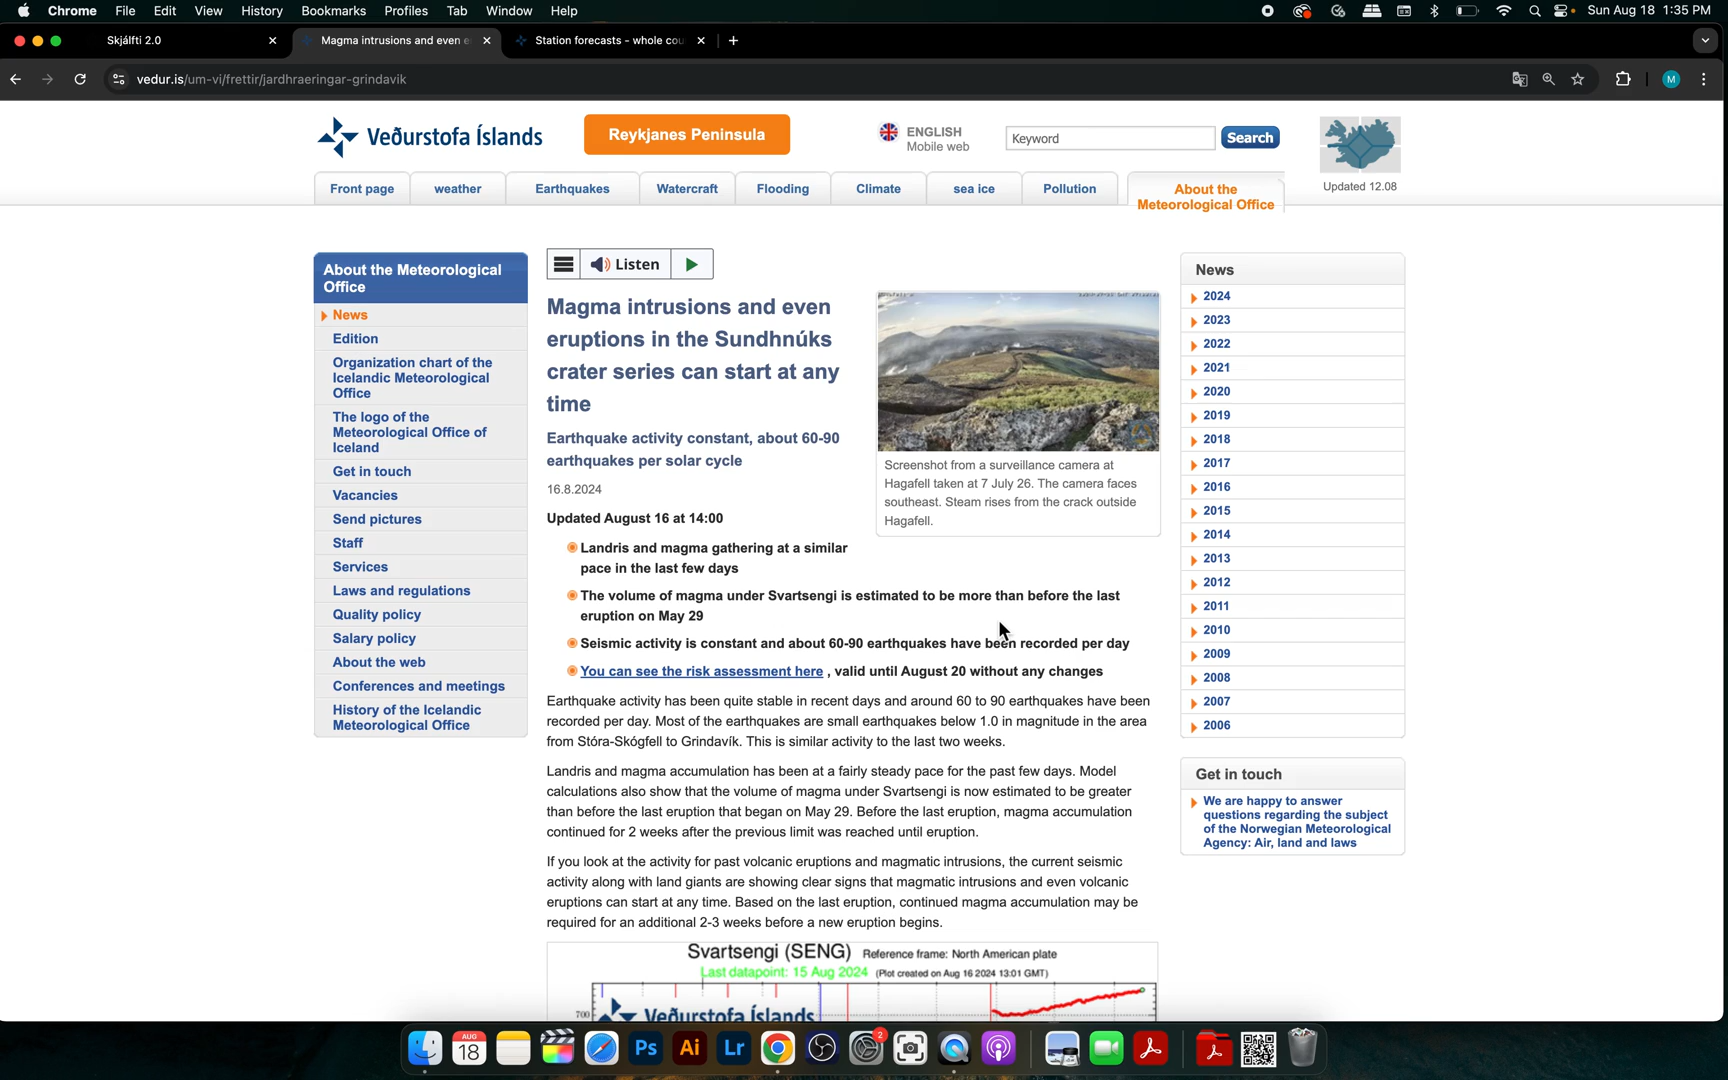 Chrome File Edit View History Bookmarks Profiles Tab Window Help
2
Sun Aug 18 1:35 PM
Skjálfti 2.0
Magma intrusions and even e
Station forecasts - whole cou
vedur.is/um-vi/frettir/jardhraeringar-grindavik
M
Veðurstofa Íslands
Reykjanes Peninsula
ENGLISH
Mobile web
Keyword
Search
Updated 12.08
Front page
weather
Earthquakes
Watercraft
Flooding
Climate
sea ice
Pollution
About the
Meteorological Office
About the Meteorological
Office
News
Edition
Organization chart of the
Icelandic Meteorological
Office
The logo of the
Meteorological Office of
Iceland
Get in touch
Vacancies
Send pictures
Staff
Services
Laws and regulations
Quality policy
Salary policy
About the web
Conferences and meetings
History of the Icelandic
Meteorological Office
Listen
Magma intrusions and even
eruptions in the Sundhnúks
crater series can start at any
time
Earthquake activity constant, about 60-90
earthquakes per solar cycle
16.8.2024
Updated August 16 at 14:00
Screenshot from a surveillance camera at
Hagafell taken at 7 July 26. The camera faces
southeast. Steam rises from the crack outside
Hagafell.
Landris and magma gathering at a similar
pace in the last few days
The volume of magma under Svartsengi is estimated to be more than before the last
eruption on May 29
Seismic activity is constant and about 60-90 earthquakes have been recorded per day
You can see the risk assessment here , valid until August 20 without any changes
Earthquake activity has been quite stable in recent days and around 60 to 90 earthquakes have been
recorded per day. Most of the earthquakes are small earthquakes below 1.0 in magnitude in the area
from Stóra-Skógfell to Grindavík. This is similar activity to the last two weeks.
Landris and magma accumulation has been at a fairly steady pace for the past few days. Model
calculations also show that the volume of magma under Svartsengi is now estimated to be greater
than before the last eruption that began on May 29. Before the last eruption, magma accumulation
continued for 2 weeks after the previous limit was reached until eruption.
If you look at the activity for past volcanic eruptions and magmatic intrusions, the current seismic
activity along with land giants are showing clear signs that magmatic intrusions and even volcanic
eruptions can start at any time. Based on the last eruption, continued magma accumulation may be
required for an additional 2-3 weeks before a new eruption begins.
Svartsengi (SENG) Reference frame: North American plate
Last datapoint: 15 Aug 2024 (Plot created on Aug 16 2024 13:01 GMT)
700
Veðurstofa Íslands
News
2024
2023
2022
2021
2020
2019
2018
2017
2016
2015
2014
2013
2012
2011
2010
2009
2008
2007
2006
Get in touch
We are happy to answer
questions regarding the subject
of the Norwegian Meteorological
Agency: Air, land and laws
AUG
18
Ps
Ai
Lr
2